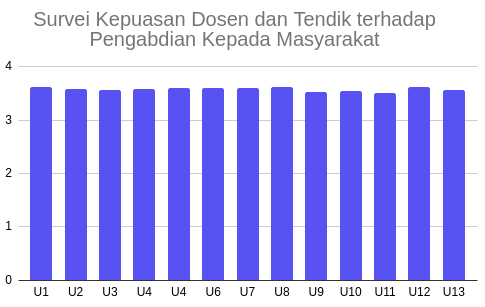 Survei Kepuasan Dosen dan Tendik terhadap
Pengabdian Kepada Masyarakat
4
3
2
1
0
U1 U2 U3 U4 U4 U6 U7 U8 U9 U10 U11 U12 U13